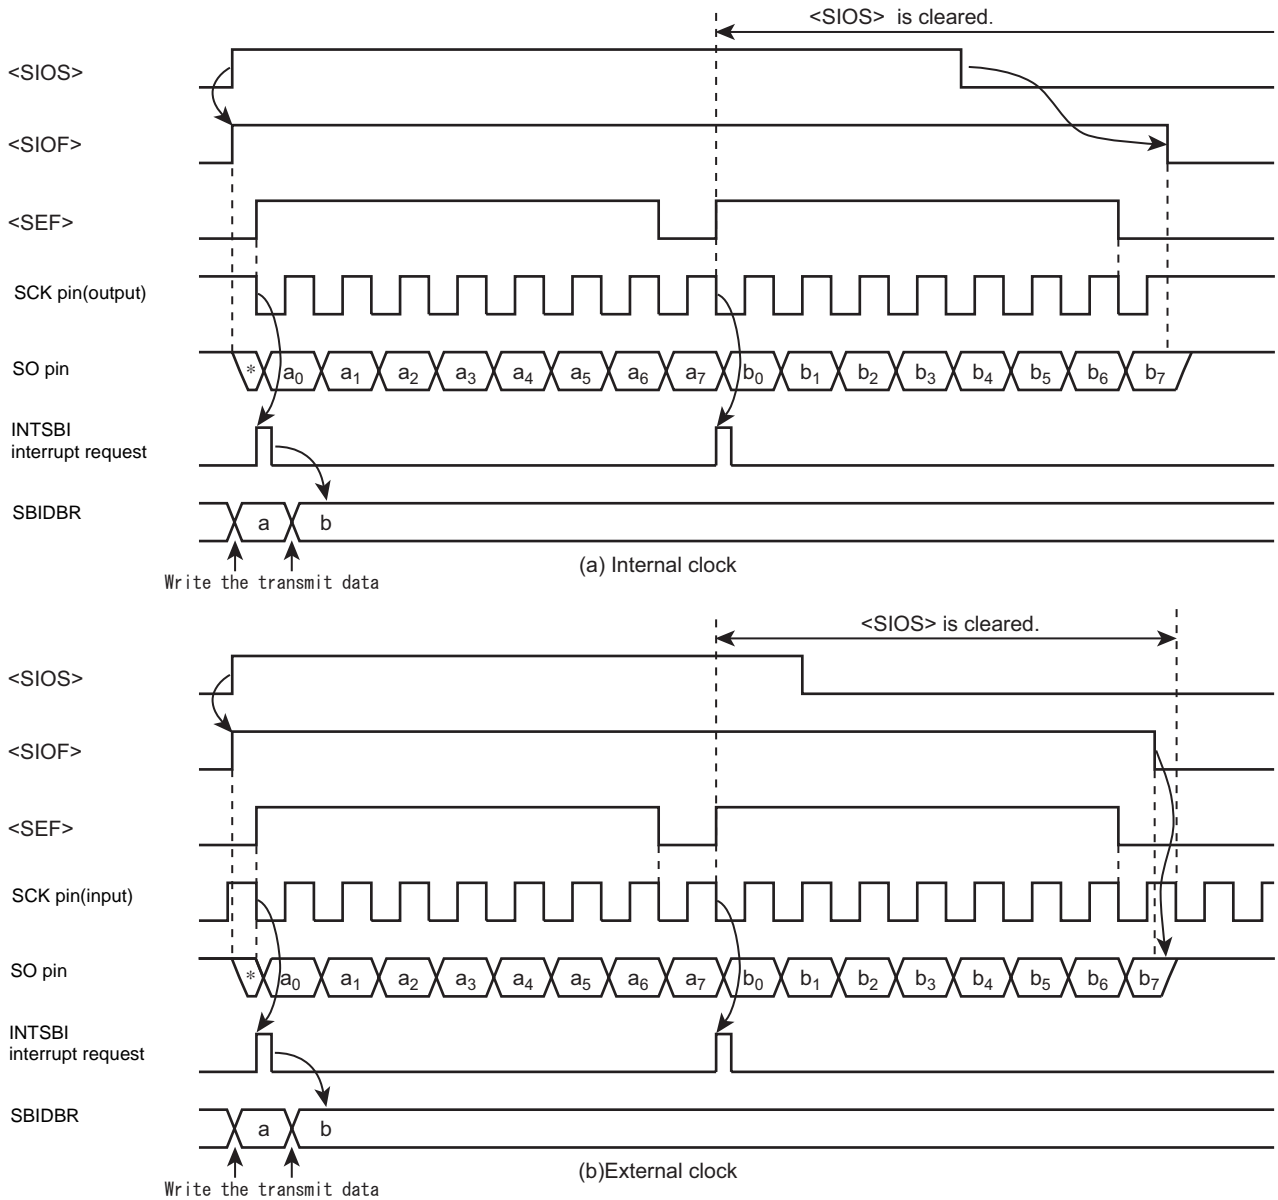 <SIOS> is cleared.
<SIOS>
<SIOF>
<SEF>
SCK pin(output)
SO pin
* a0 a1 a2 a3 a4 a5 a6 a7 b0 b1 b2 b3 b4 b5 b6 b7
INTSBI
interrupt request
SBIDBR
a b
Write the transmit data
(a) Internal clock
<SIOS> is cleared.
<SIOS>
<SIOF>
<SEF>
SCK pin(input)
SO pin
* a0 a1 a2 a3 a4 a5 a6 a7 b0 b1 b2 b3 b4 b5 b6 b7
INTSBI
interrupt request
SBIDBR
a b
Write the transmit data
(b)External clock